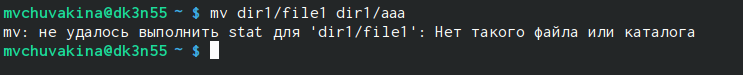 mvchuvakina@dk3n55 ~ $ mv dir1/file1 dir1/aaa
mv: не удалось выполнить stat для 'dir1/file1': Нет такого файла или каталога
mvchuvakina@dk3n55 ~ $